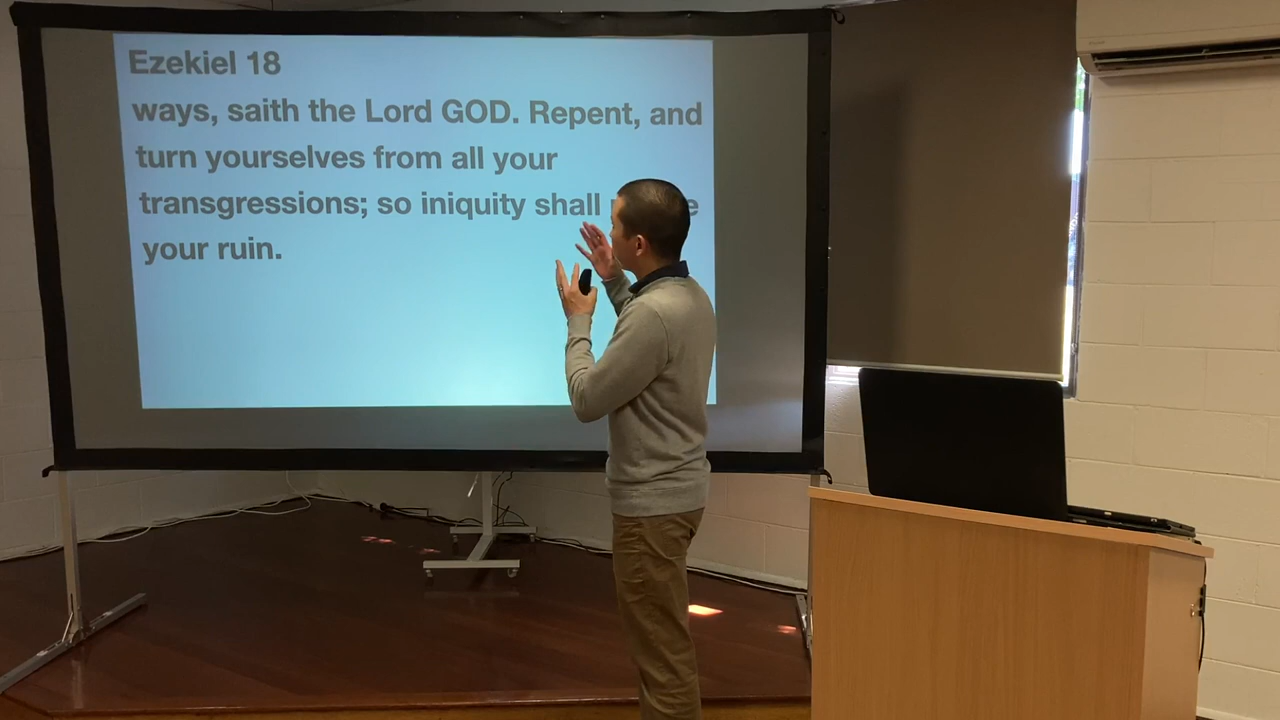 Ezekiel 18
ways, saith the Lord GOD. Repent, and
turn yourselves from all your
transgressions; so iniquity shall
your ruin.